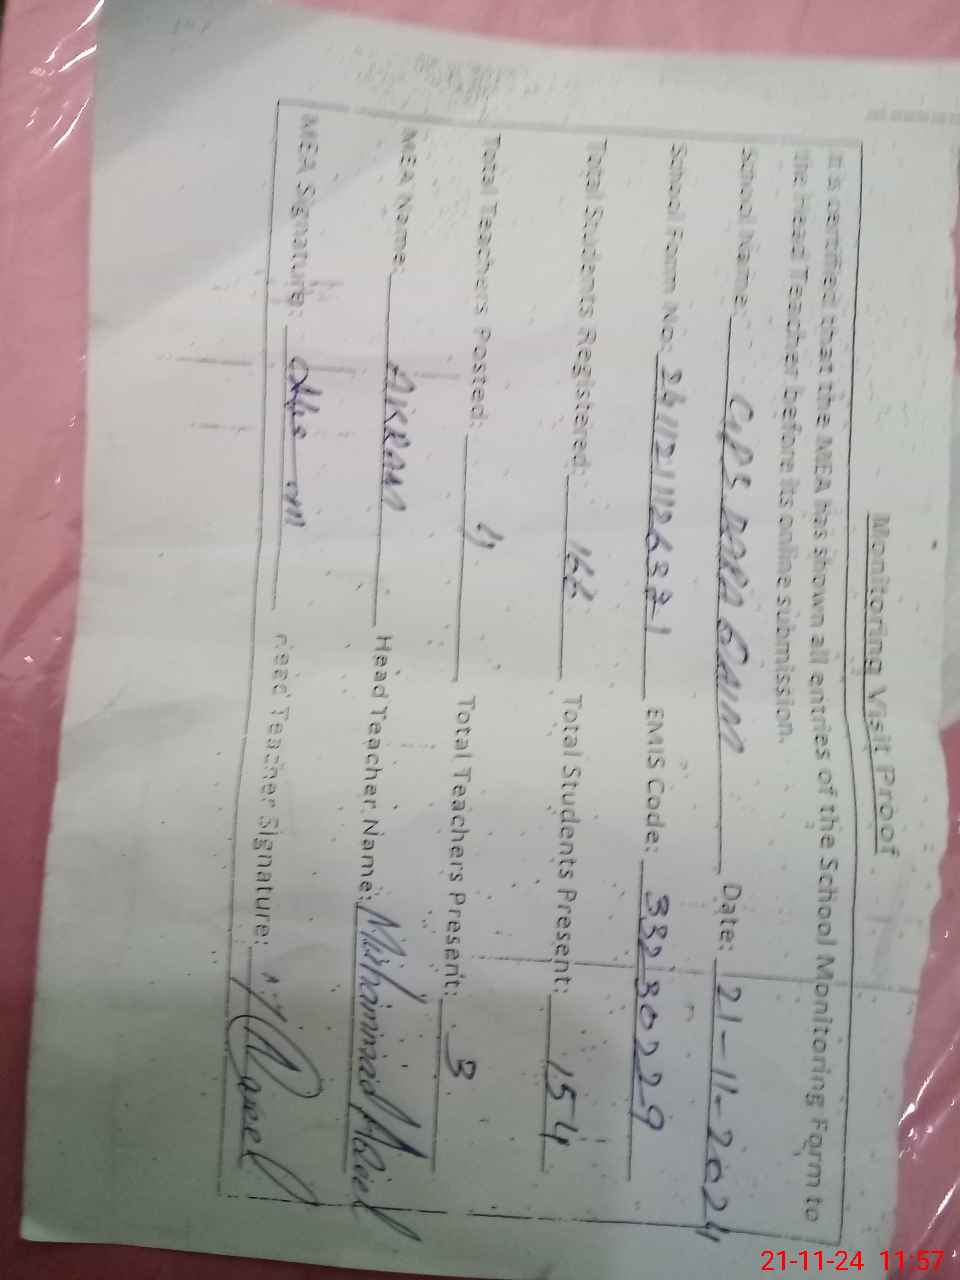 Monitoring Visit Proof
It is certified that the MEA has shown all entries of the School Monitoring Form to
the Head Teacher before its online submission.
School Name: GPS DARA Date: 21-11-2024
School Form No: EMIS Code: 33230229
Total Students Registered: 166 Total Students Present: 154
Total Teachers Posted: 4 Total Teachers Present: 3
MEA Name: AIKRAM Head Teacher Name: Muhammad
MEA Signature: Head Teacher Signature:
21-11-24 11:57